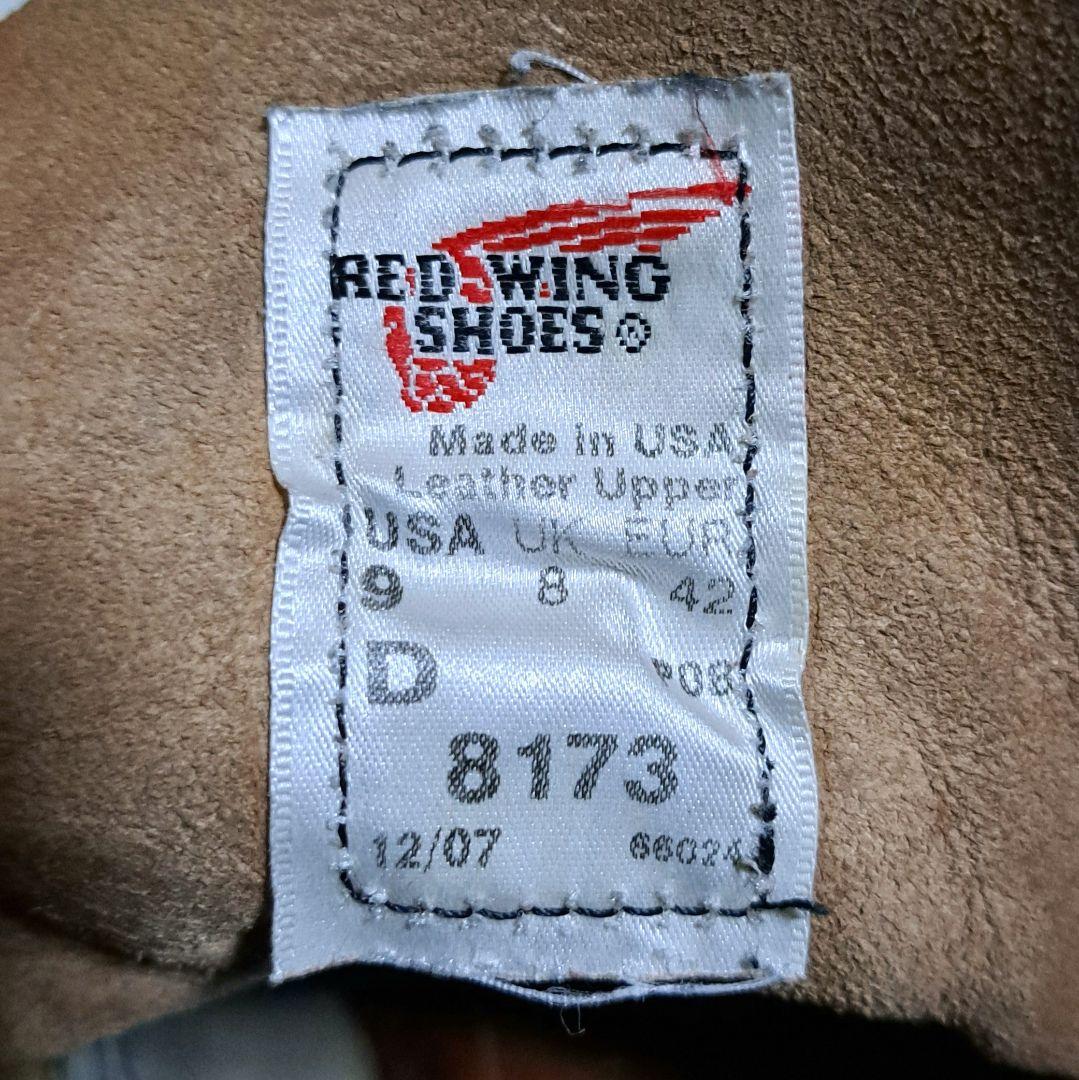 RED WING
SHOES®
Made in USA
Leather Upper
USA UK EUR
9 8 42
D
8173
12/07 66024